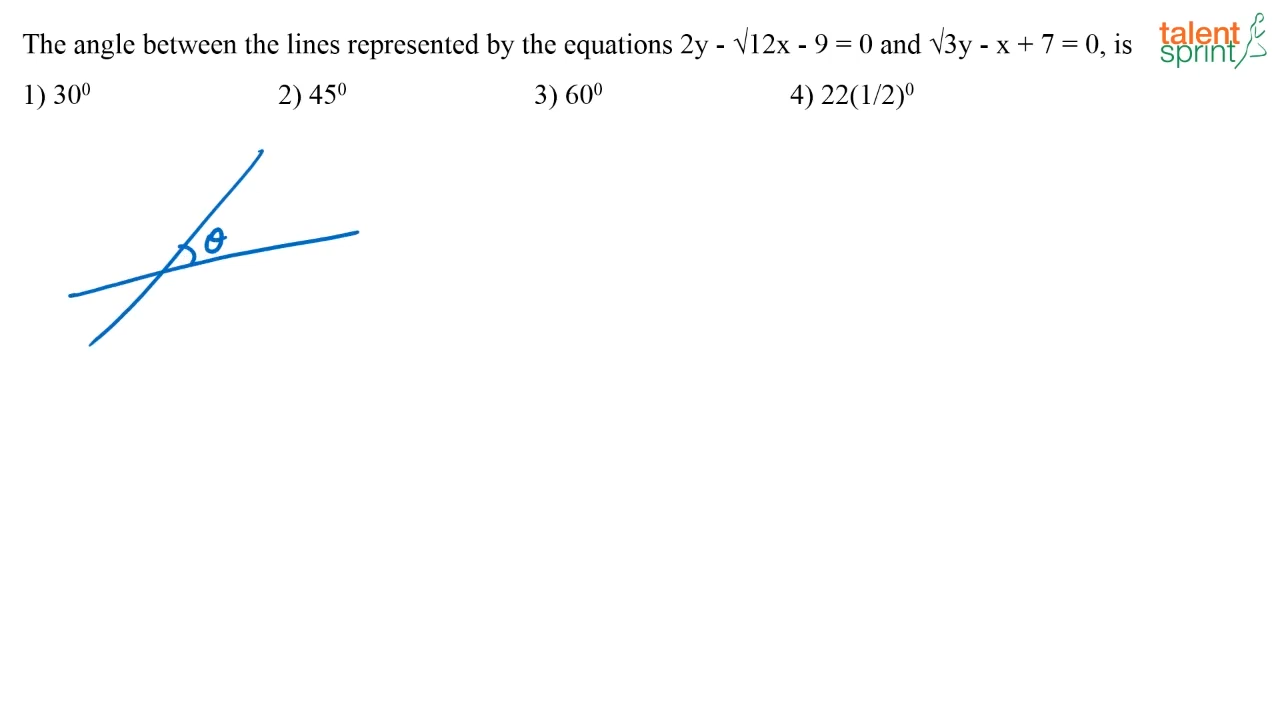 The angle between the lines represented by the equations 2y - √12x - 9 = 0 and √3y - x + 7 = 0, is
talent
sprint
1) 30⁰ 2) 45⁰ 3) 60⁰ 4) 22(1/2)⁰
θ